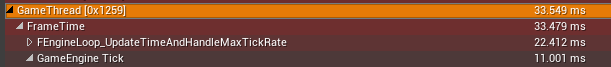 GameThread [0x1259] 33.549 ms
FrameTime 33.479 ms
FEngineLoop_UpdateTimeAndHandleMaxTickRate 22.412 ms
GameEngine Tick 11.001 ms